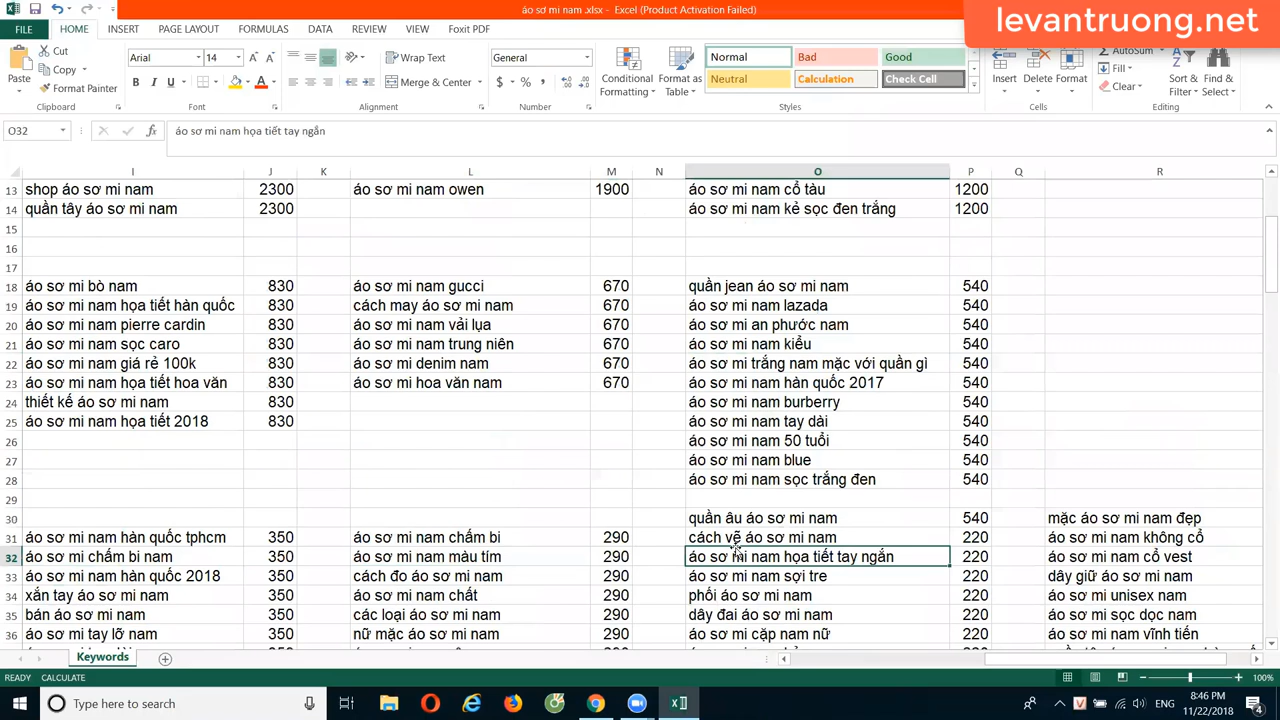 áo sơ mi nam .xlsx - Excel (Product Activation Failed)
levantruong.net
FILE HOME INSERT PAGE LAYOUT FORMULAS DATA REVIEW VIEW Foxit PDF
Paste
Cut
Copy
Format Painter
Clipboard
Arial 14
B I U
Font
Wrap Text
Merge & Center
Alignment
General
$ % ,
Number
Conditional Formatting
Format as Table
Normal Bad Good
Neutral Calculation Check Cell
Styles
Insert Delete Format
Cells
AutoSum
Fill
Clear
Sort & Filter
Find & Select
Editing
O32 fx áo sơ mi nam họa tiết tay ngắn
I J K L M N O P Q R
13 shop áo sơ mi nam 2300 áo sơ mi nam owen 1900 áo sơ mi nam cổ tàu 1200
14 quần tây áo sơ mi nam 2300 áo sơ mi nam kẻ sọc đen trắng 1200
15
16
17
18 áo sơ mi bò nam 830 áo sơ mi nam gucci 670 quần jean áo sơ mi nam 540
19 áo sơ mi nam họa tiết hàn quốc 830 cách may áo sơ mi nam 670 áo sơ mi nam lazada 540
20 áo sơ mi nam pierre cardin 830 áo sơ mi nam vải lụa 670 áo sơ mi an phước nam 540
21 áo sơ mi nam sọc caro 830 áo sơ mi nam trung niên 670 áo sơ mi nam kiểu 540
22 áo sơ mi nam giá rẻ 100k 830 áo sơ mi denim nam 670 áo sơ mi trắng nam mặc với quần gì 540
23 áo sơ mi nam họa tiết hoa văn 830 áo sơ mi hoa văn nam 670 áo sơ mi nam hàn quốc 2017 540
24 thiết kế áo sơ mi nam 830 áo sơ mi nam burberry 540
25 áo sơ mi nam họa tiết 2018 830 áo sơ mi nam tay dài 540
26 áo sơ mi nam 50 tuổi 540
27 áo sơ mi nam blue 540
28 áo sơ mi nam sọc trắng đen 540
29
30 quần âu áo sơ mi nam 540 mặc áo sơ mi nam đẹp
31 áo sơ mi nam hàn quốc tphcm 350 áo sơ mi nam chấm bi 290 cách vẽ áo sơ mi nam 220 áo sơ mi nam không cổ
32 áo sơ mi chấm bi nam 350 áo sơ mi nam màu tím 290 áo sơ mi nam họa tiết tay ngắn 220 áo sơ mi nam cổ vest
33 áo sơ mi nam hàn quốc 2018 350 cách đo áo sơ mi nam 290 áo sơ mi nam sợi tre 220 dây giữ áo sơ mi nam
34 xắn tay áo sơ mi nam 350 áo sơ mi nam chất 290 phối áo sơ mi nam 220 áo sơ mi unisex nam
35 bán áo sơ mi nam 350 các loại áo sơ mi nam 290 dây đai áo sơ mi nam 220 áo sơ mi sọc dọc nam
36 áo sơ mi tay lỡ nam 350 nữ mặc áo sơ mi nam 290 áo sơ mi cặp nam nữ 220 áo sơ mi nam vĩnh tiến
Keywords
READY CALCULATE 100%
Type here to search
ENG
8:46 PM
11/22/2018